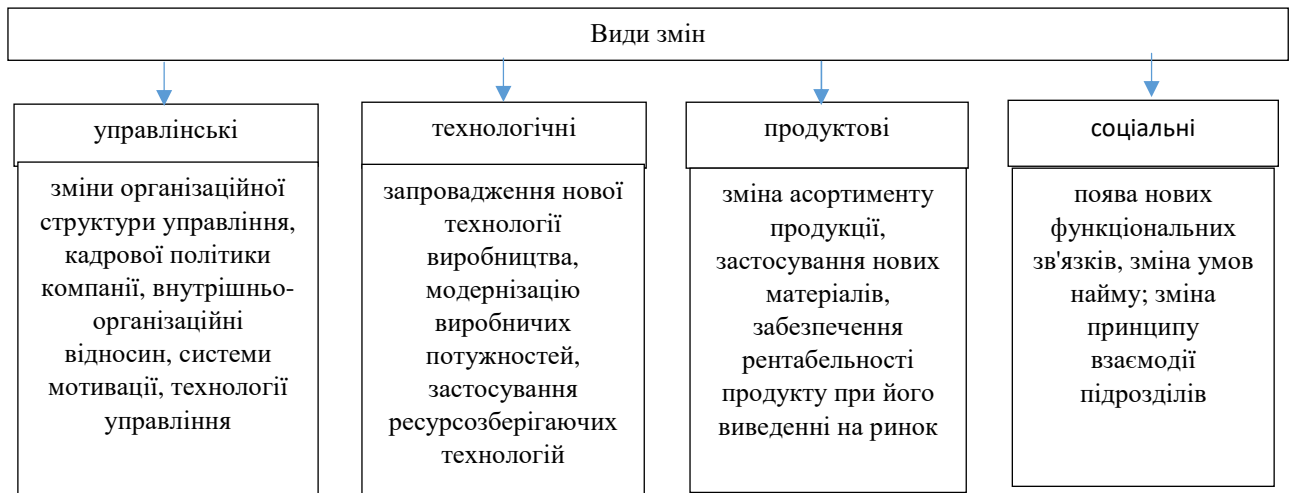 Види змін
управлінські
зміни організаційної
структури управління,
кадрової політики
компанії, внутрішньо-
організаційні
відносин, системи
мотивації, технології
управління
технологічні
запровадження нової
технології
виробництва,
модернізацію
виробничих
потужностей,
застосування
ресурсозберігаючих
технологій
продуктові
зміна асортименту
продукції,
застосування нових
матеріалів,
забезпечення
рентабельності
продукту при його
виведенні на ринок
соціальні
поява нових
функціональних
зв'язків, зміна умов
найму; зміна
принципу
взаємодії
підрозділів